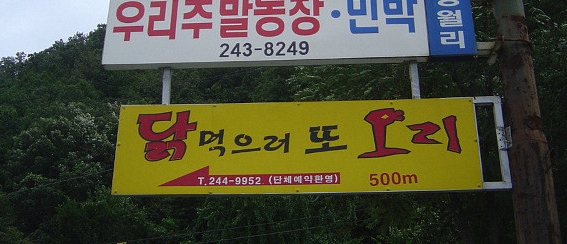 우리주말농장·민박
243-8249
월리
닭먹으러 또 오리
T.244-9952 (단체예약환영)
500m